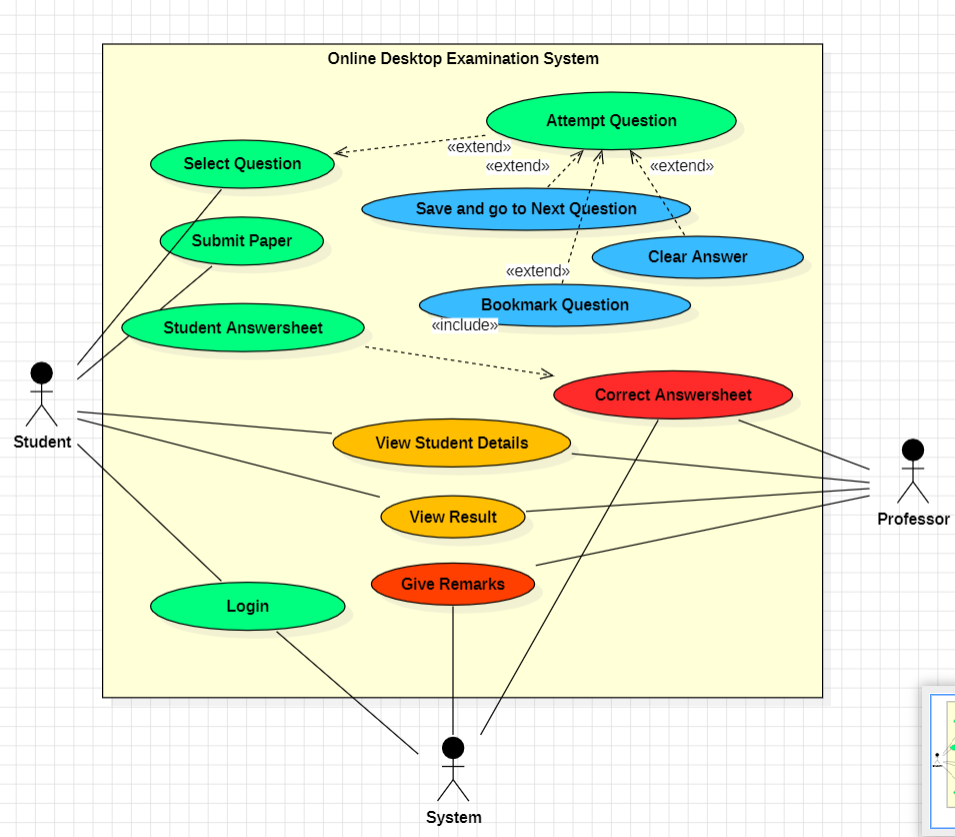 Online Desktop Examination System
Attempt Question
«extend»
Select Question
«extend»
«extend»
Save and go to Next Question
Submit Paper
Clear Answer
«extend»
Bookmark Question
«include»
Student Answersheet
Correct Answersheet
Student
View Student Details
View Result
Professor
Give Remarks
Login
System